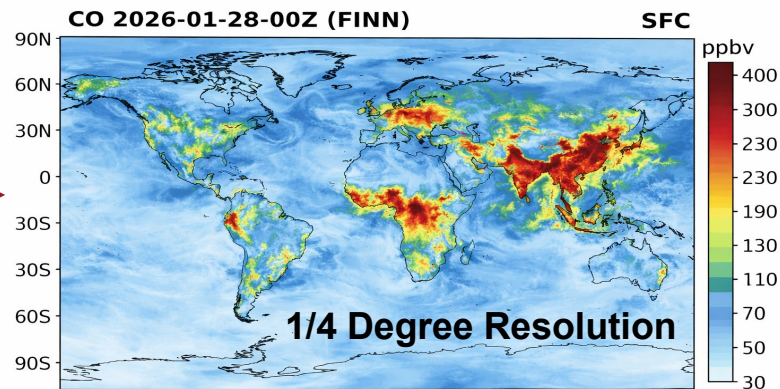 CO 2026-01-28-00Z (FINN) SFC
ppbv
90N
60N
30N
0
30S
30S
60S
90S
1/4 Degree Resolution
400
300
230
230
190
130
110
70
50
30